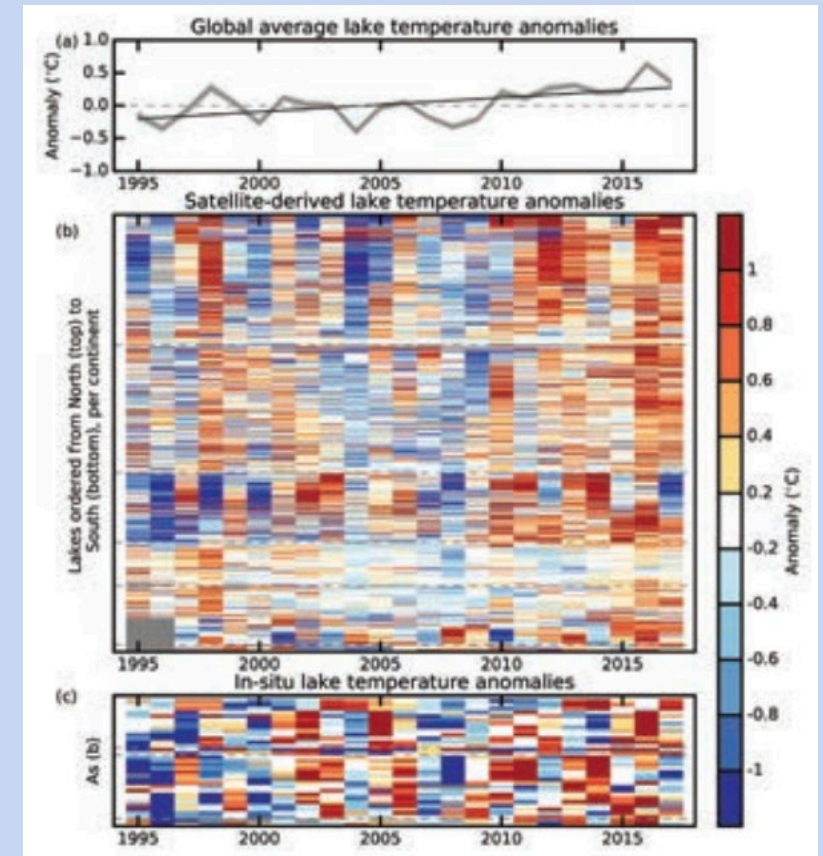 Global average lake temperature anomalies
(a)
1.0
0.5
0.0
−0.5
−1.0
Anomaly (°C)
1995 2000 2005 2010 2015
Satellite-derived lake temperature anomalies
(b)
Lakes ordered from North (top) to
South (bottom), per continent
1995 2000 2005 2010 2015
1
0.8
0.6
0.4
0.2
-0.2
-0.4
-0.6
-0.8
-1
Anomaly (°C)
In-situ lake temperature anomalies
(c)
As (b)
1995 2000 2005 2010 2015